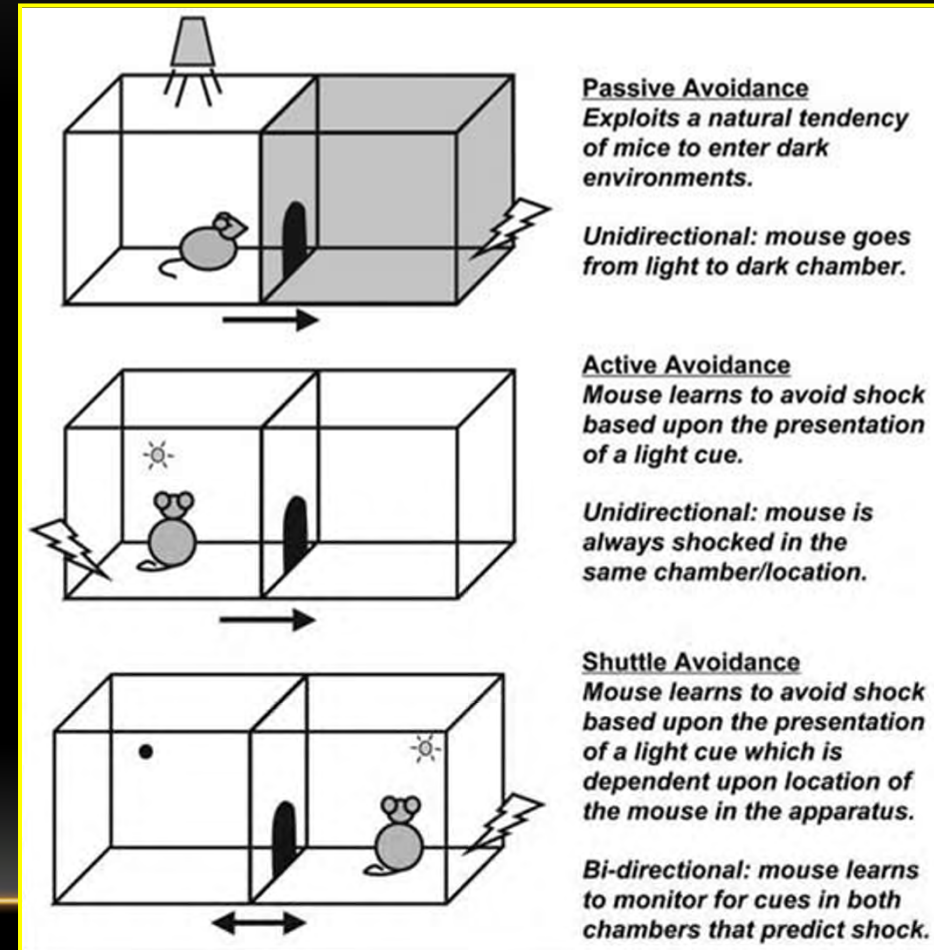 Passive Avoidance
Exploits a natural tendency
of mice to enter dark
environments.
Unidirectional: mouse goes
from light to dark chamber.
Active Avoidance
Mouse learns to avoid shock
based upon the presentation
of a light cue.
Unidirectional: mouse is
always shocked in the
same chamber/location.
Shuttle Avoidance
Mouse learns to avoid shock
based upon the presentation
of a light cue which is
dependent upon location of
the mouse in the apparatus.
Bi-directional: mouse learns
to monitor for cues in both
chambers that predict shock.